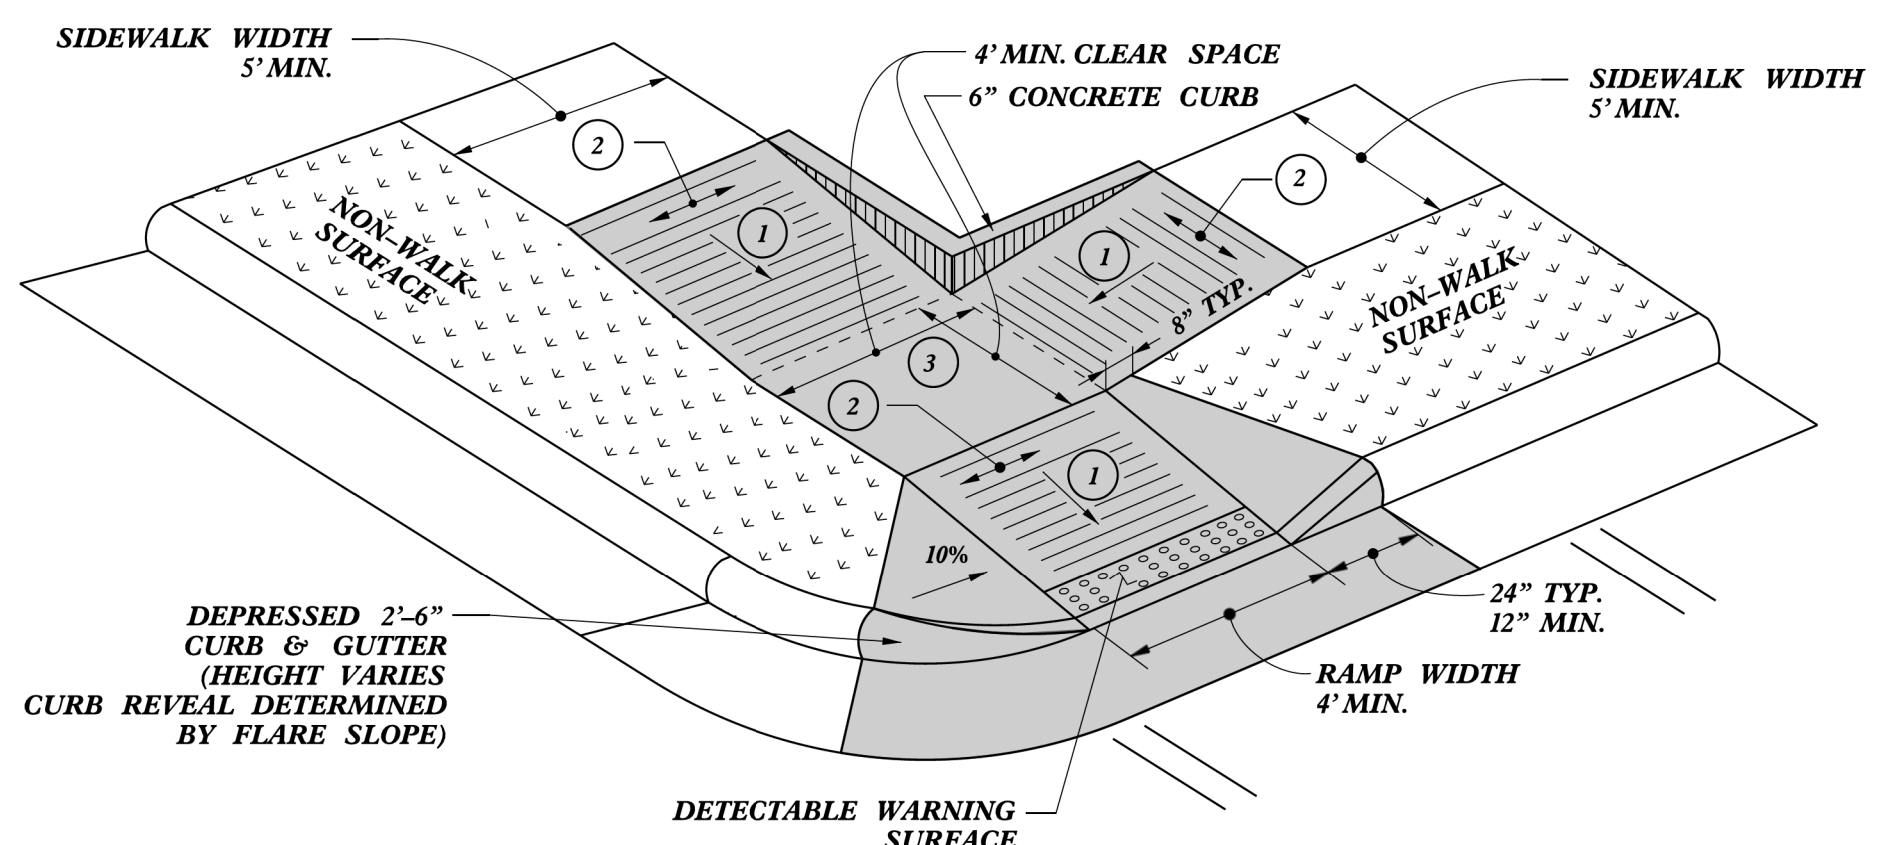 SIDEWALK WIDTH
5' MIN.
4' MIN. CLEAR SPACE
6” CONCRETE CURB
SIDEWALK WIDTH
5' MIN.
2
2
1
1
NON–WALK
SURFACE
NON–WALK
SURFACE
8” TYP.
3
2
1
10%
DEPRESSED 2'–6”
CURB & GUTTER
(HEIGHT VARIES
CURB REVEAL DETERMINED
BY FLARE SLOPE)
24” TYP.
12” MIN.
RAMP WIDTH
4' MIN.
DETECTABLE WARNING
SURFACE